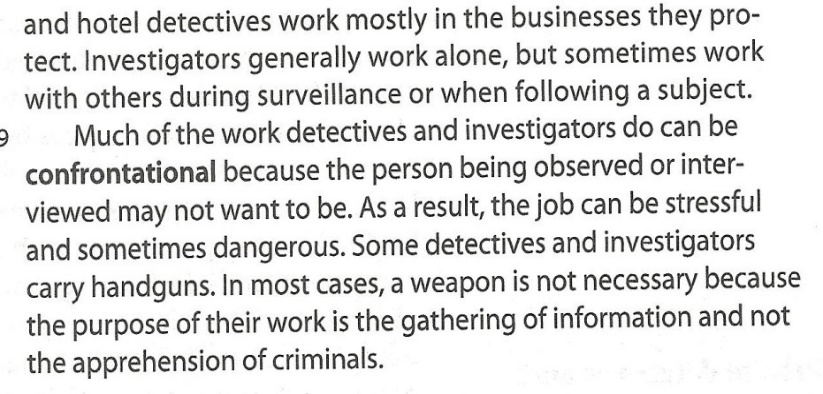 and hotel detectives work mostly in the businesses they pro-
tect. Investigators generally work alone, but sometimes work
with others during surveillance or when following a subject.
9 Much of the work detectives and investigators do can be
confrontational because the person being observed or inter-
viewed may not want to be. As a result, the job can be stressful
and sometimes dangerous. Some detectives and investigators
carry handguns. In most cases, a weapon is not necessary because
the purpose of their work is the gathering of information and not
the apprehension of criminals.